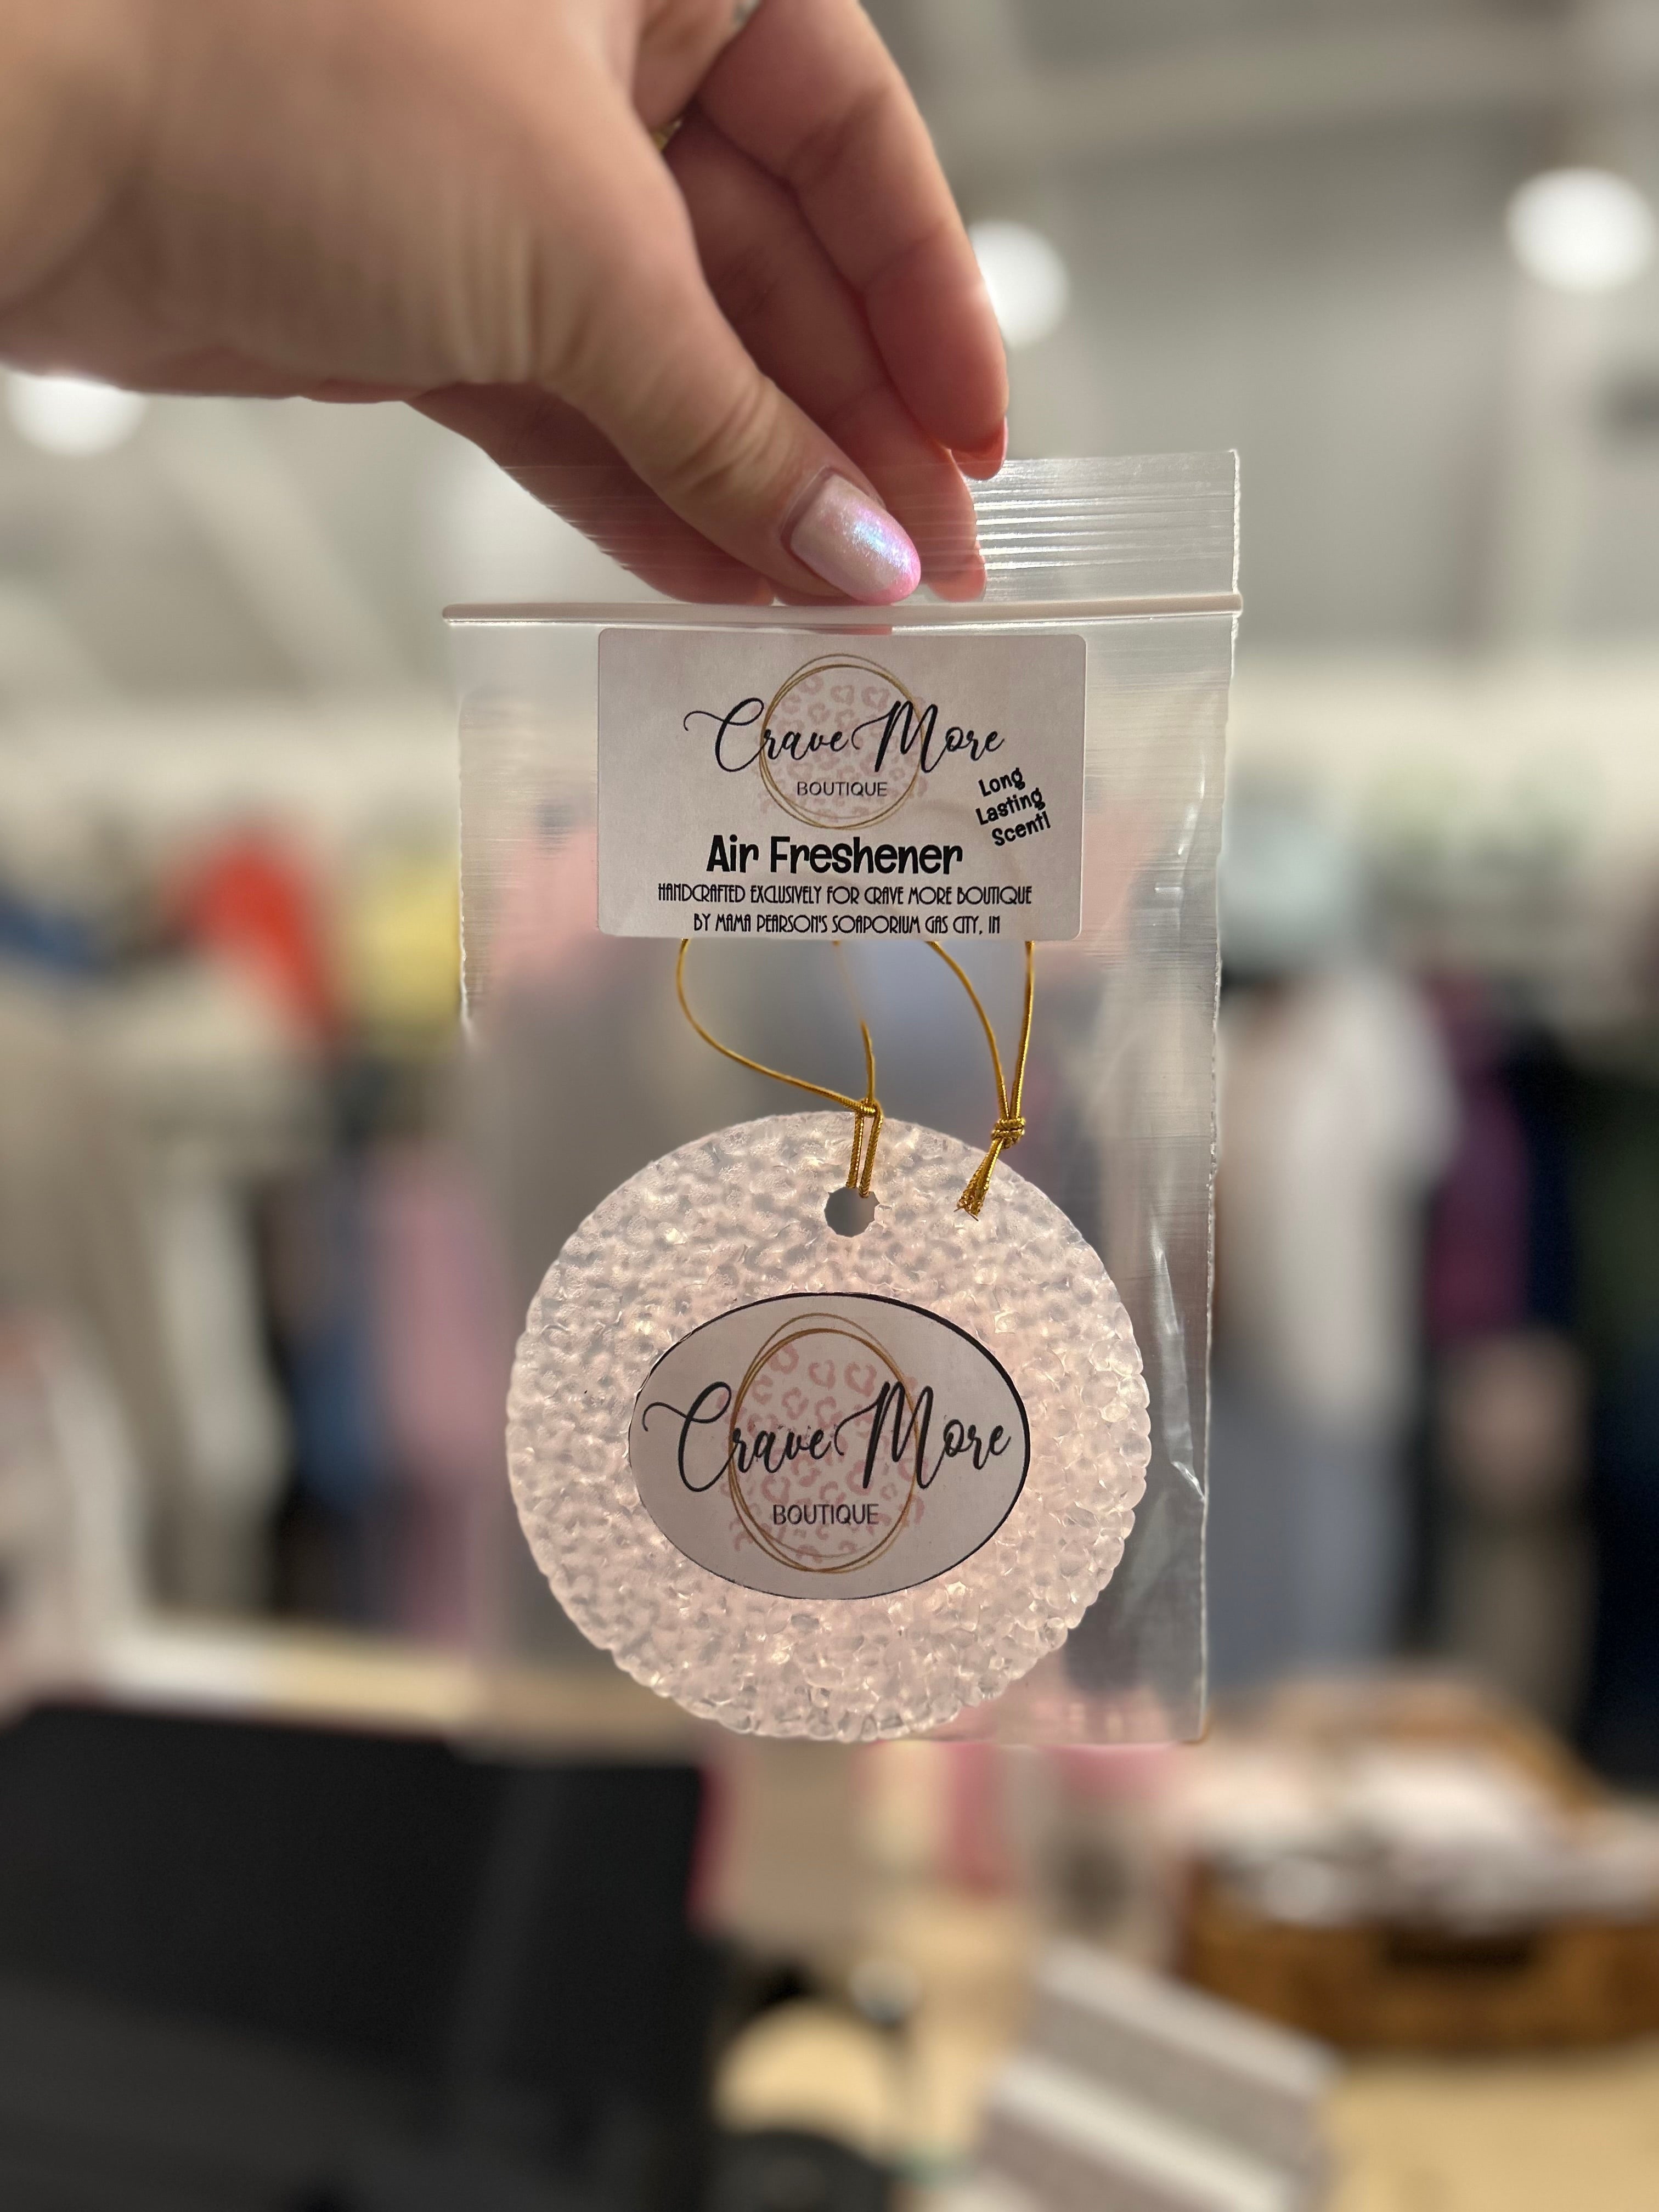 Crave More
BOUTIQUE
Long
Lasting
Scent!
Air Freshener
HANDCRAFTED EXCLUSIVELY FOR CRAVE MORE BOUTIQUE
BY MAMA PEARSON'S SOAPORIUM GAS CITY, IN
Crave More
BOUTIQUE